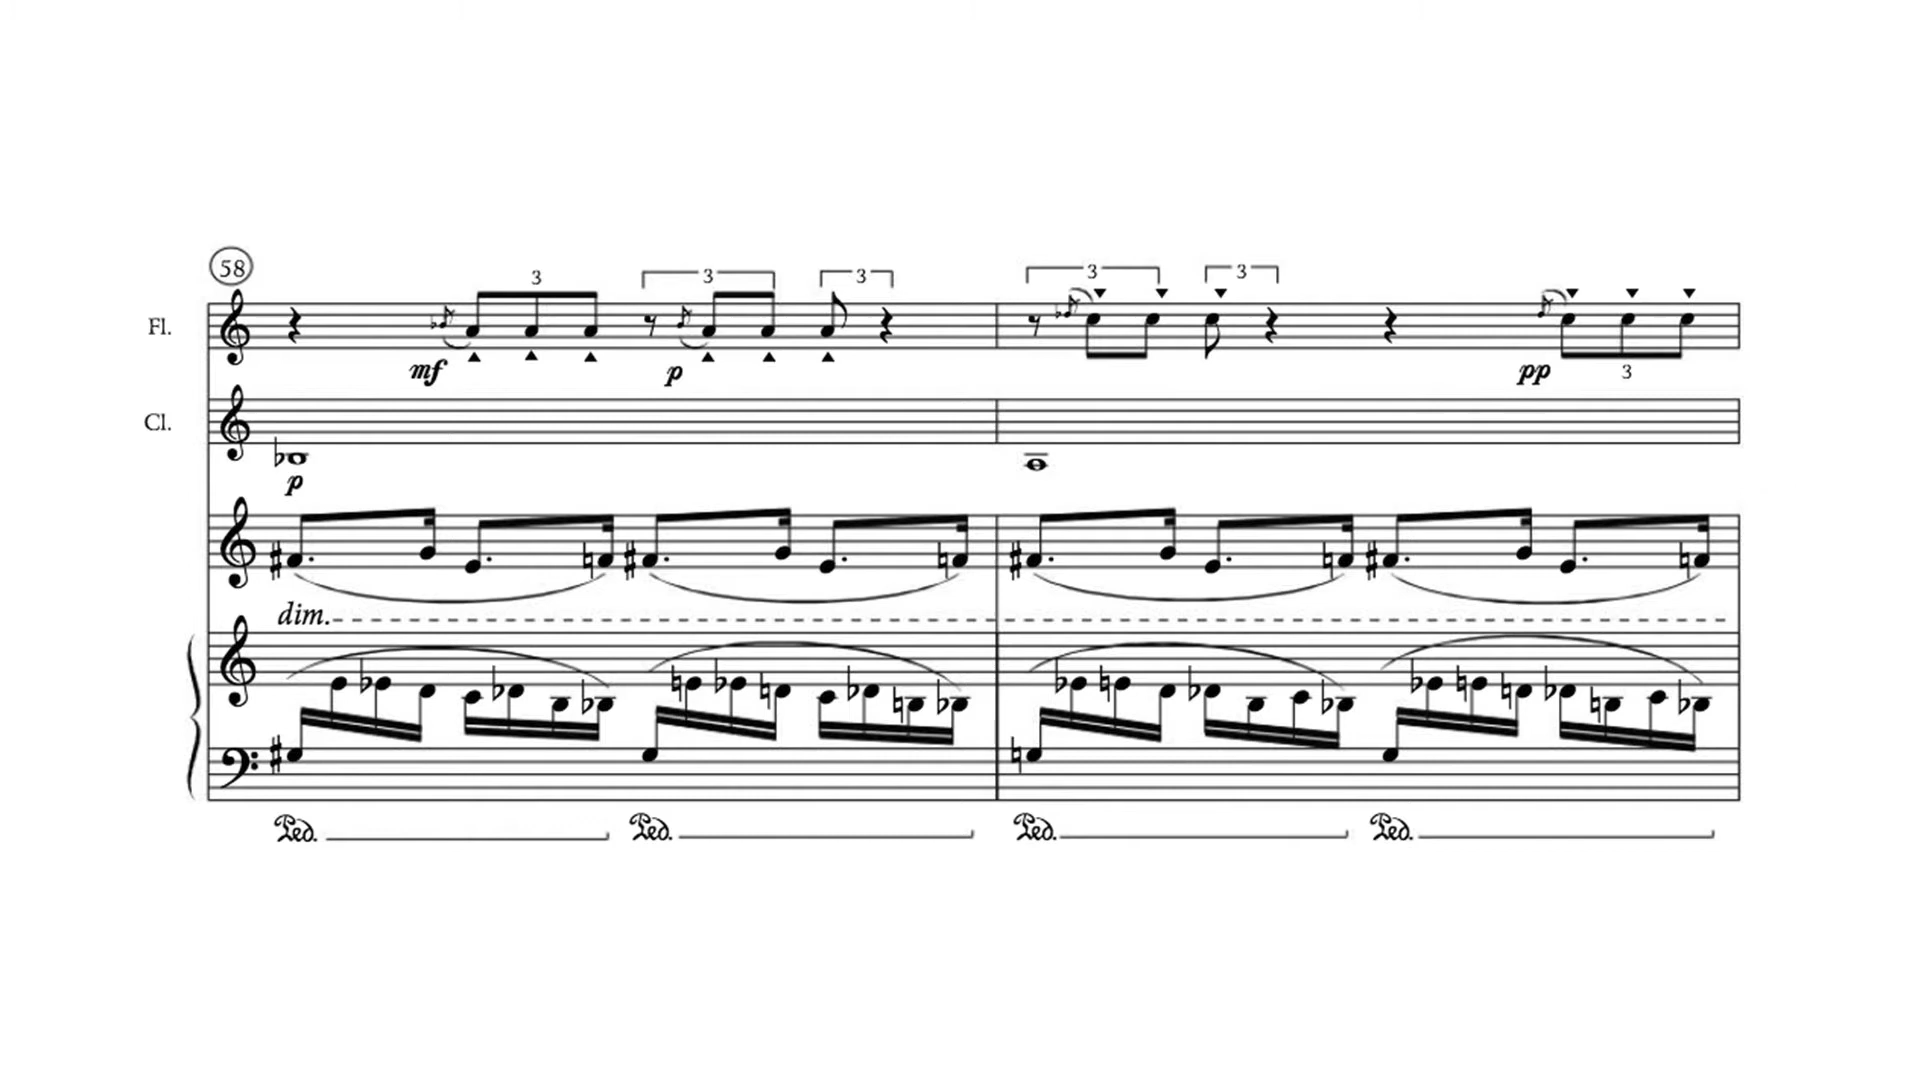 58
3 3 3 3 3
Fl.
mf p pp 3
Cl.
p
dim.
Ped. Ped. Ped. Ped.